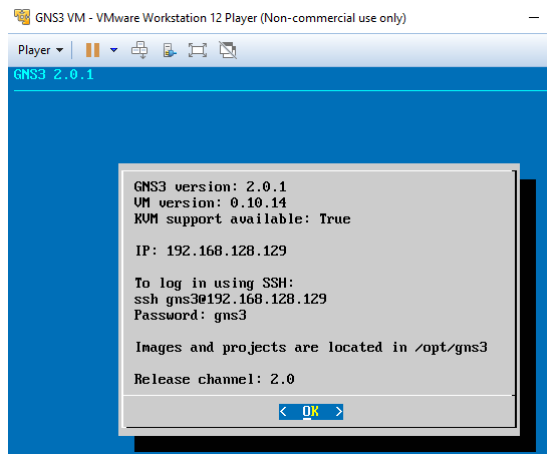 GNS3 VM - VMware Workstation 12 Player (Non-commercial use only)
Player
GNS3 2.0.1
GNS3 version: 2.0.1
VM version: 0.10.14
KVM support available: True
IP: 192.168.128.129
To log in using SSH:
ssh gns3@192.168.128.129
Password: gns3
Images and projects are located in /opt/gns3
Release channel: 2.0
< OK >